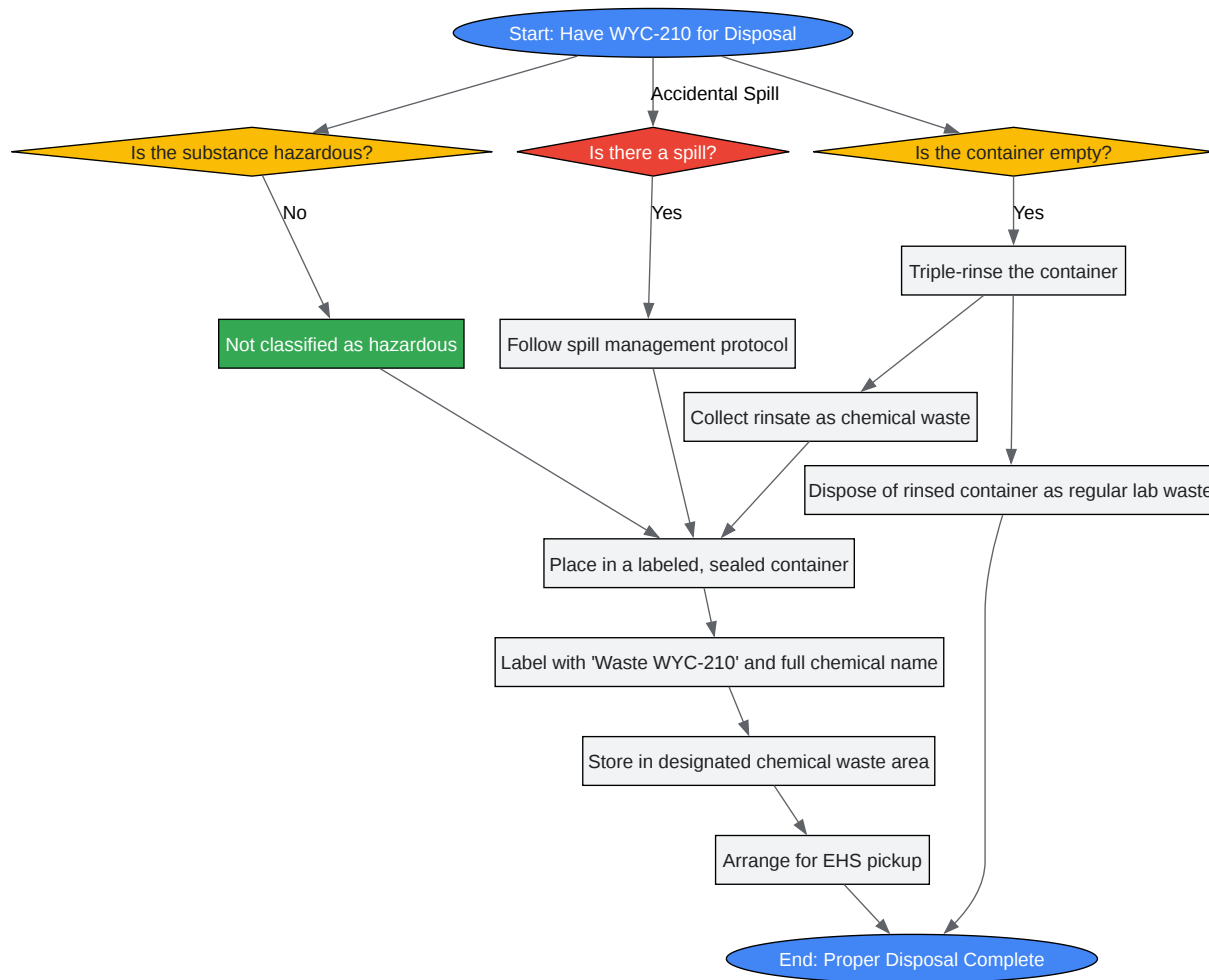 Start: Have WYC-210 for Disposal
Accidental Spill
Is the substance hazardous?
Is there a spill?
Is the container empty?
No
Yes
Yes
Triple-rinse the container
Not classified as hazardous
Follow spill management protocol
Collect rinsate as chemical waste
Dispose of rinsed container as regular lab waste
Place in a labeled, sealed container
Label with 'Waste WYC-210' and full chemical name
Store in designated chemical waste area
Arrange for EHS pickup
End: Proper Disposal Complete